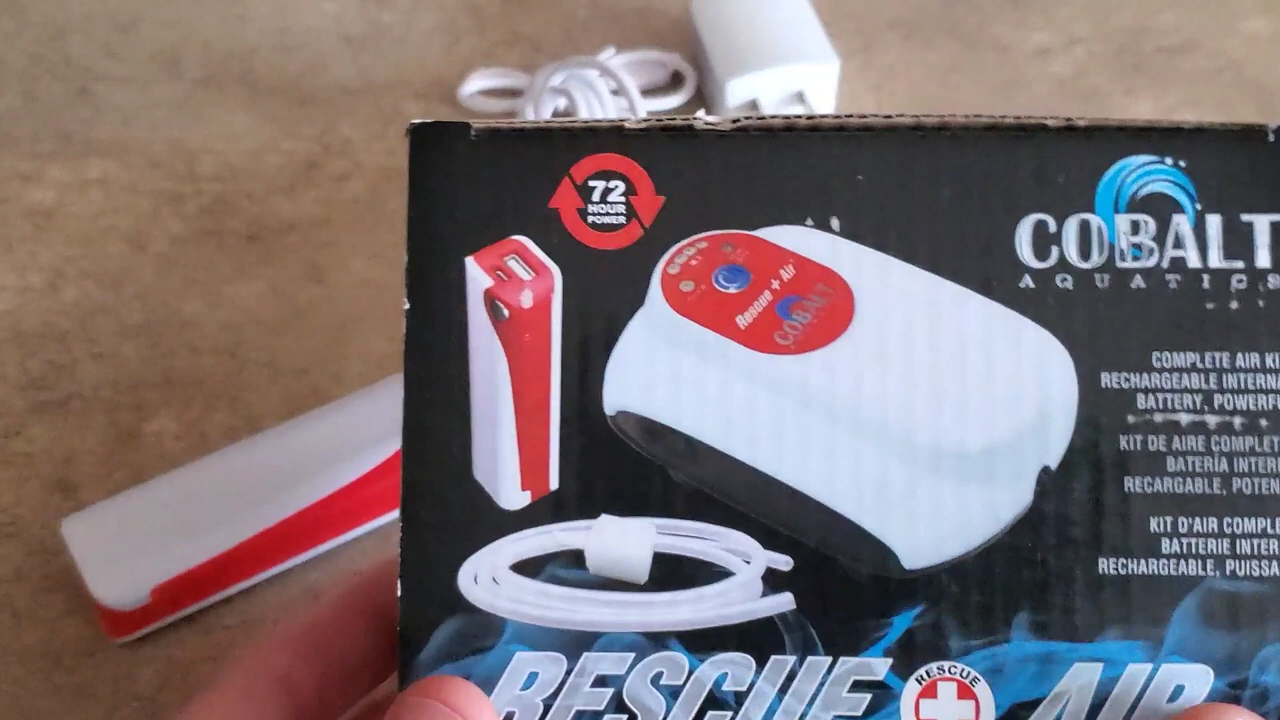 72
HOUR
POWER
COBALT
AQUATICS
Rescue + Air
COBALT
COMPLETE AIR KI
RECHARGEABLE INTERNA
BATTERY, POWERFU
KIT DE AIRE COMPLET
BATERÍA INTER
RECARGABLE, POTEN
KIT D'AIR COMPLE
BATTERIE INTER
RECHARGEABLE, PUISSA
RESCUE
RESCUE
AIR